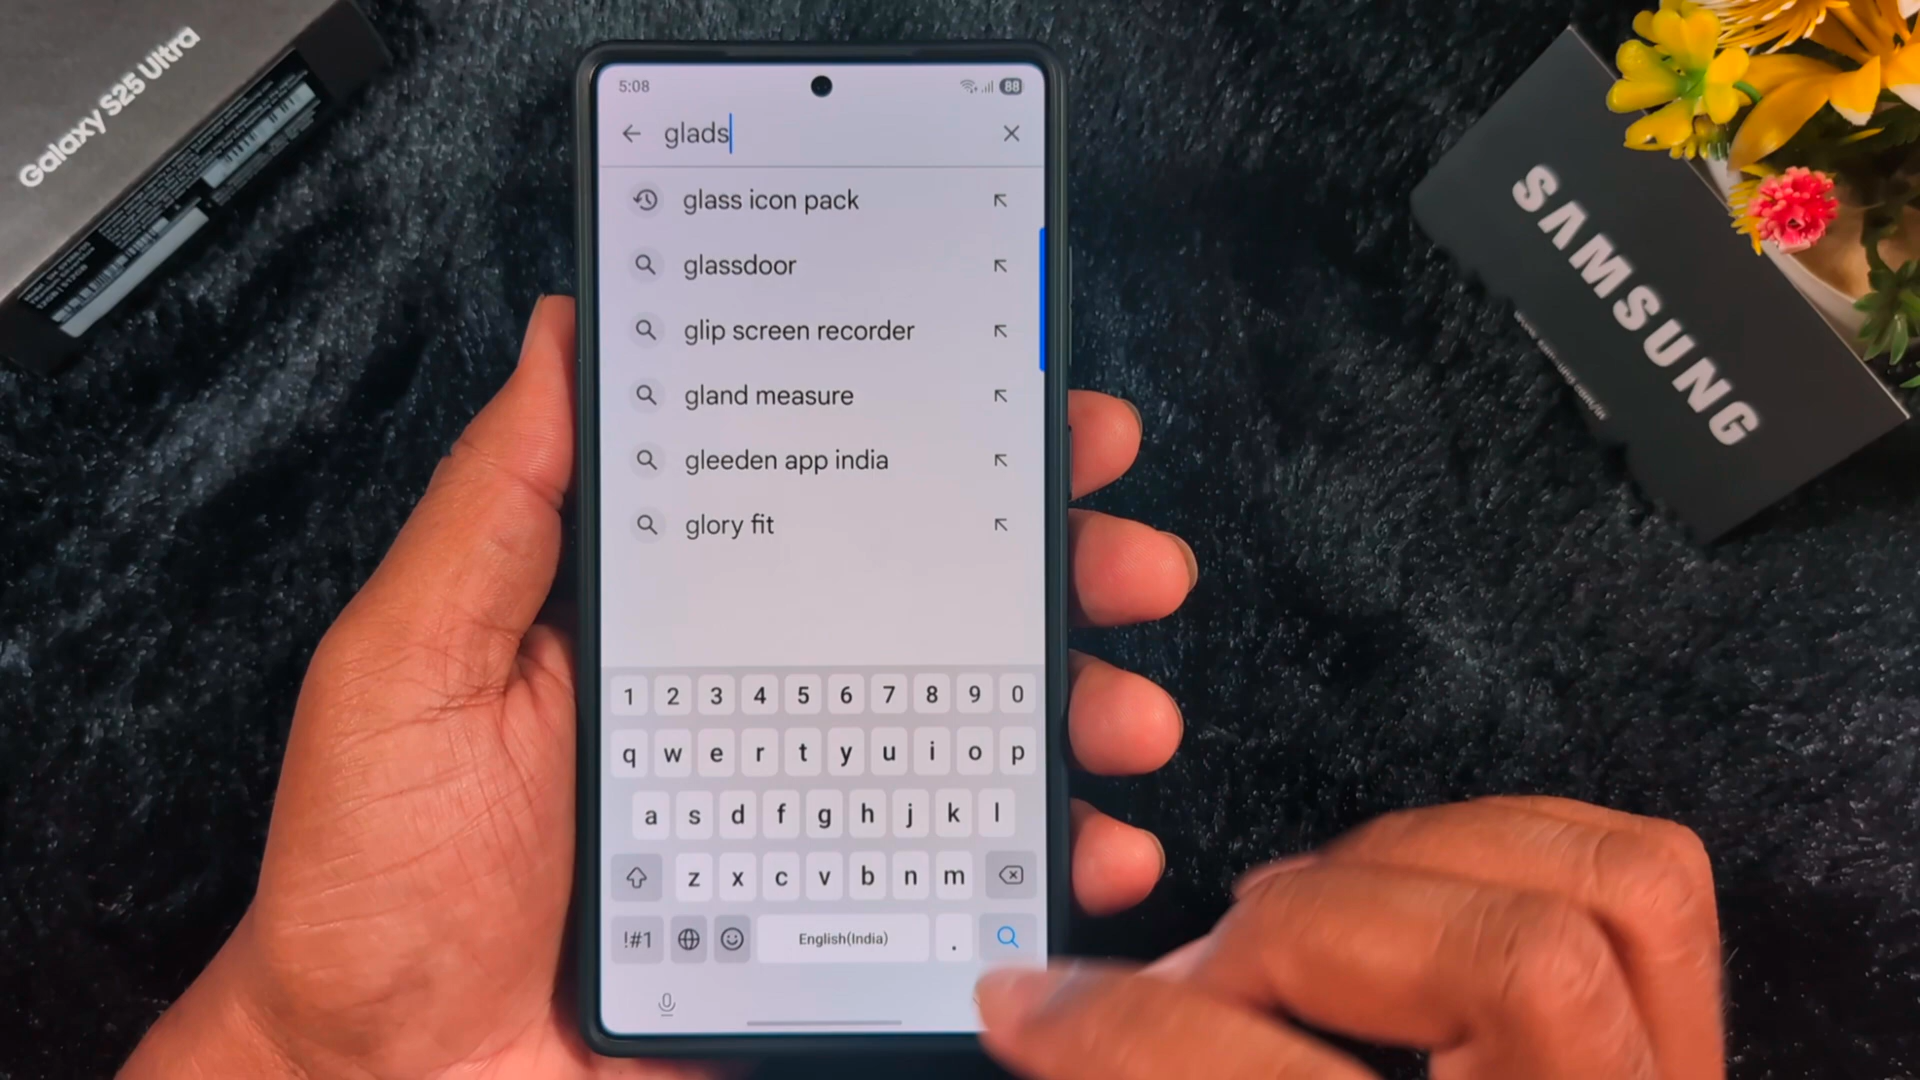 Galaxy S25 Ultra
SAMSUNG
5:08
88
glads
glass icon pack
glassdoor
glip screen recorder
gland measure
gleeden app india
glory fit
1 2 3 4 5 6 7 8 9 0
q w e r t y u i o p
a s d f g h j k l
z x c v b n m
!#1
English(India)
.